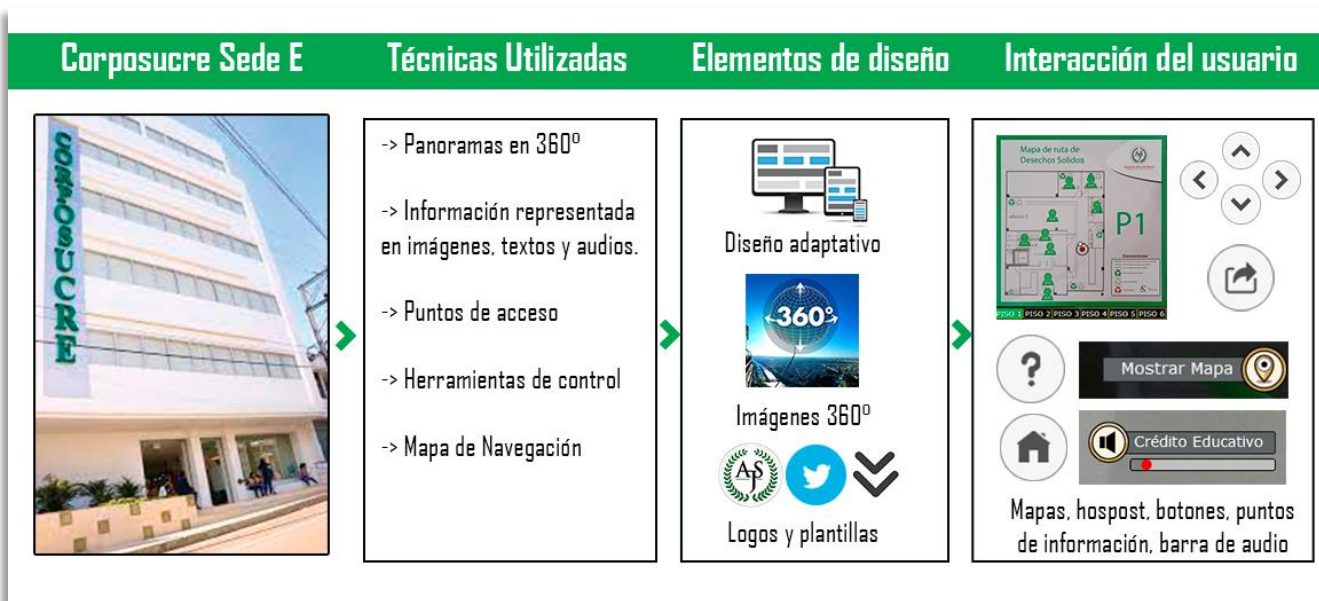 Corposucre Sede E
Técnicas Utilizadas
Elementos de diseño
Interacción del usuario
CORPOSUCRE
-> Panoramas en 360º
-> Información representada
en imágenes, textos y audios.
-> Puntos de acceso
-> Herramientas de control
-> Mapa de Navegación
Diseño adaptativo
360°
Imágenes 360º
AJS
Logos y plantillas
Mapa de ruta de
Desechos Solidos
P1
PISO 1 PISO 2 PISO 3 PISO 4 PISO 5 PISO 6
?
Mostrar Mapa
Crédito Educativo
Mapas, hospost, botones, puntos
de información, barra de audio